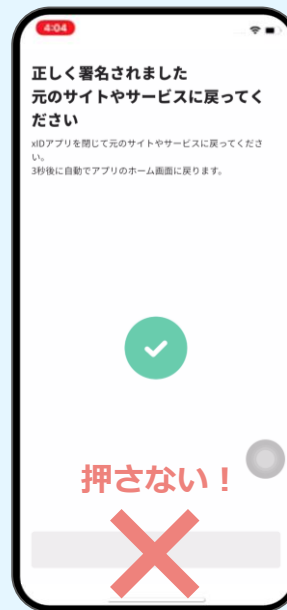 4:04
正しく署名されました
元のサイトやサービスに戻ってく
ださい
xIDアプリを閉じて元のサイトやサービスに戻ってくださ
い。
3秒後に自動でアプリのホーム画面に戻ります。
押さない！